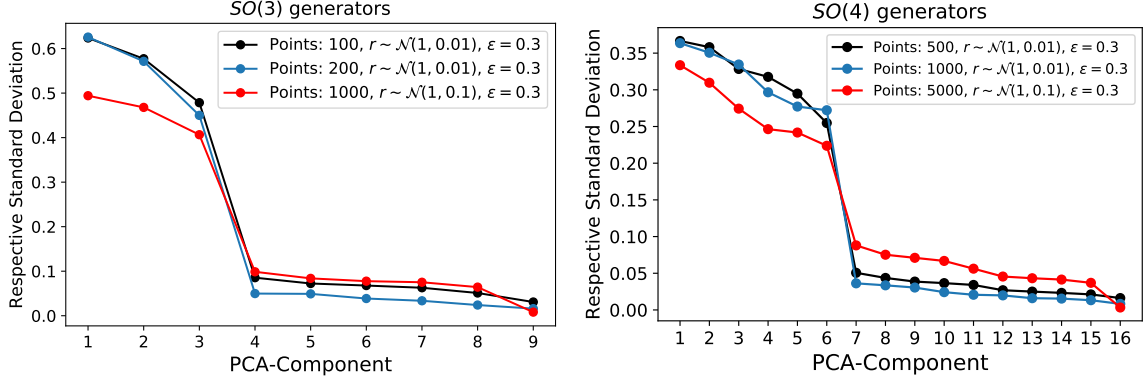 SO(3) generators
Respective Standard Deviation
0.6
0.5
0.4
0.3
0.2
0.1
0.0
Points: 100, r ~ 𝒩(1, 0.01), ε = 0.3
Points: 200, r ~ 𝒩(1, 0.01), ε = 0.3
Points: 1000, r ~ 𝒩(1, 0.1), ε = 0.3
1 2 3 4 5 6 7 8 9
PCA-Component
SO(4) generators
Respective Standard Deviation
0.35
0.30
0.25
0.20
0.15
0.10
0.05
0.00
Points: 500, r ~ 𝒩(1, 0.01), ε = 0.3
Points: 1000, r ~ 𝒩(1, 0.01), ε = 0.3
Points: 5000, r ~ 𝒩(1, 0.1), ε = 0.3
1 2 3 4 5 6 7 8 9 10 11 12 13 14 15 16
PCA-Component